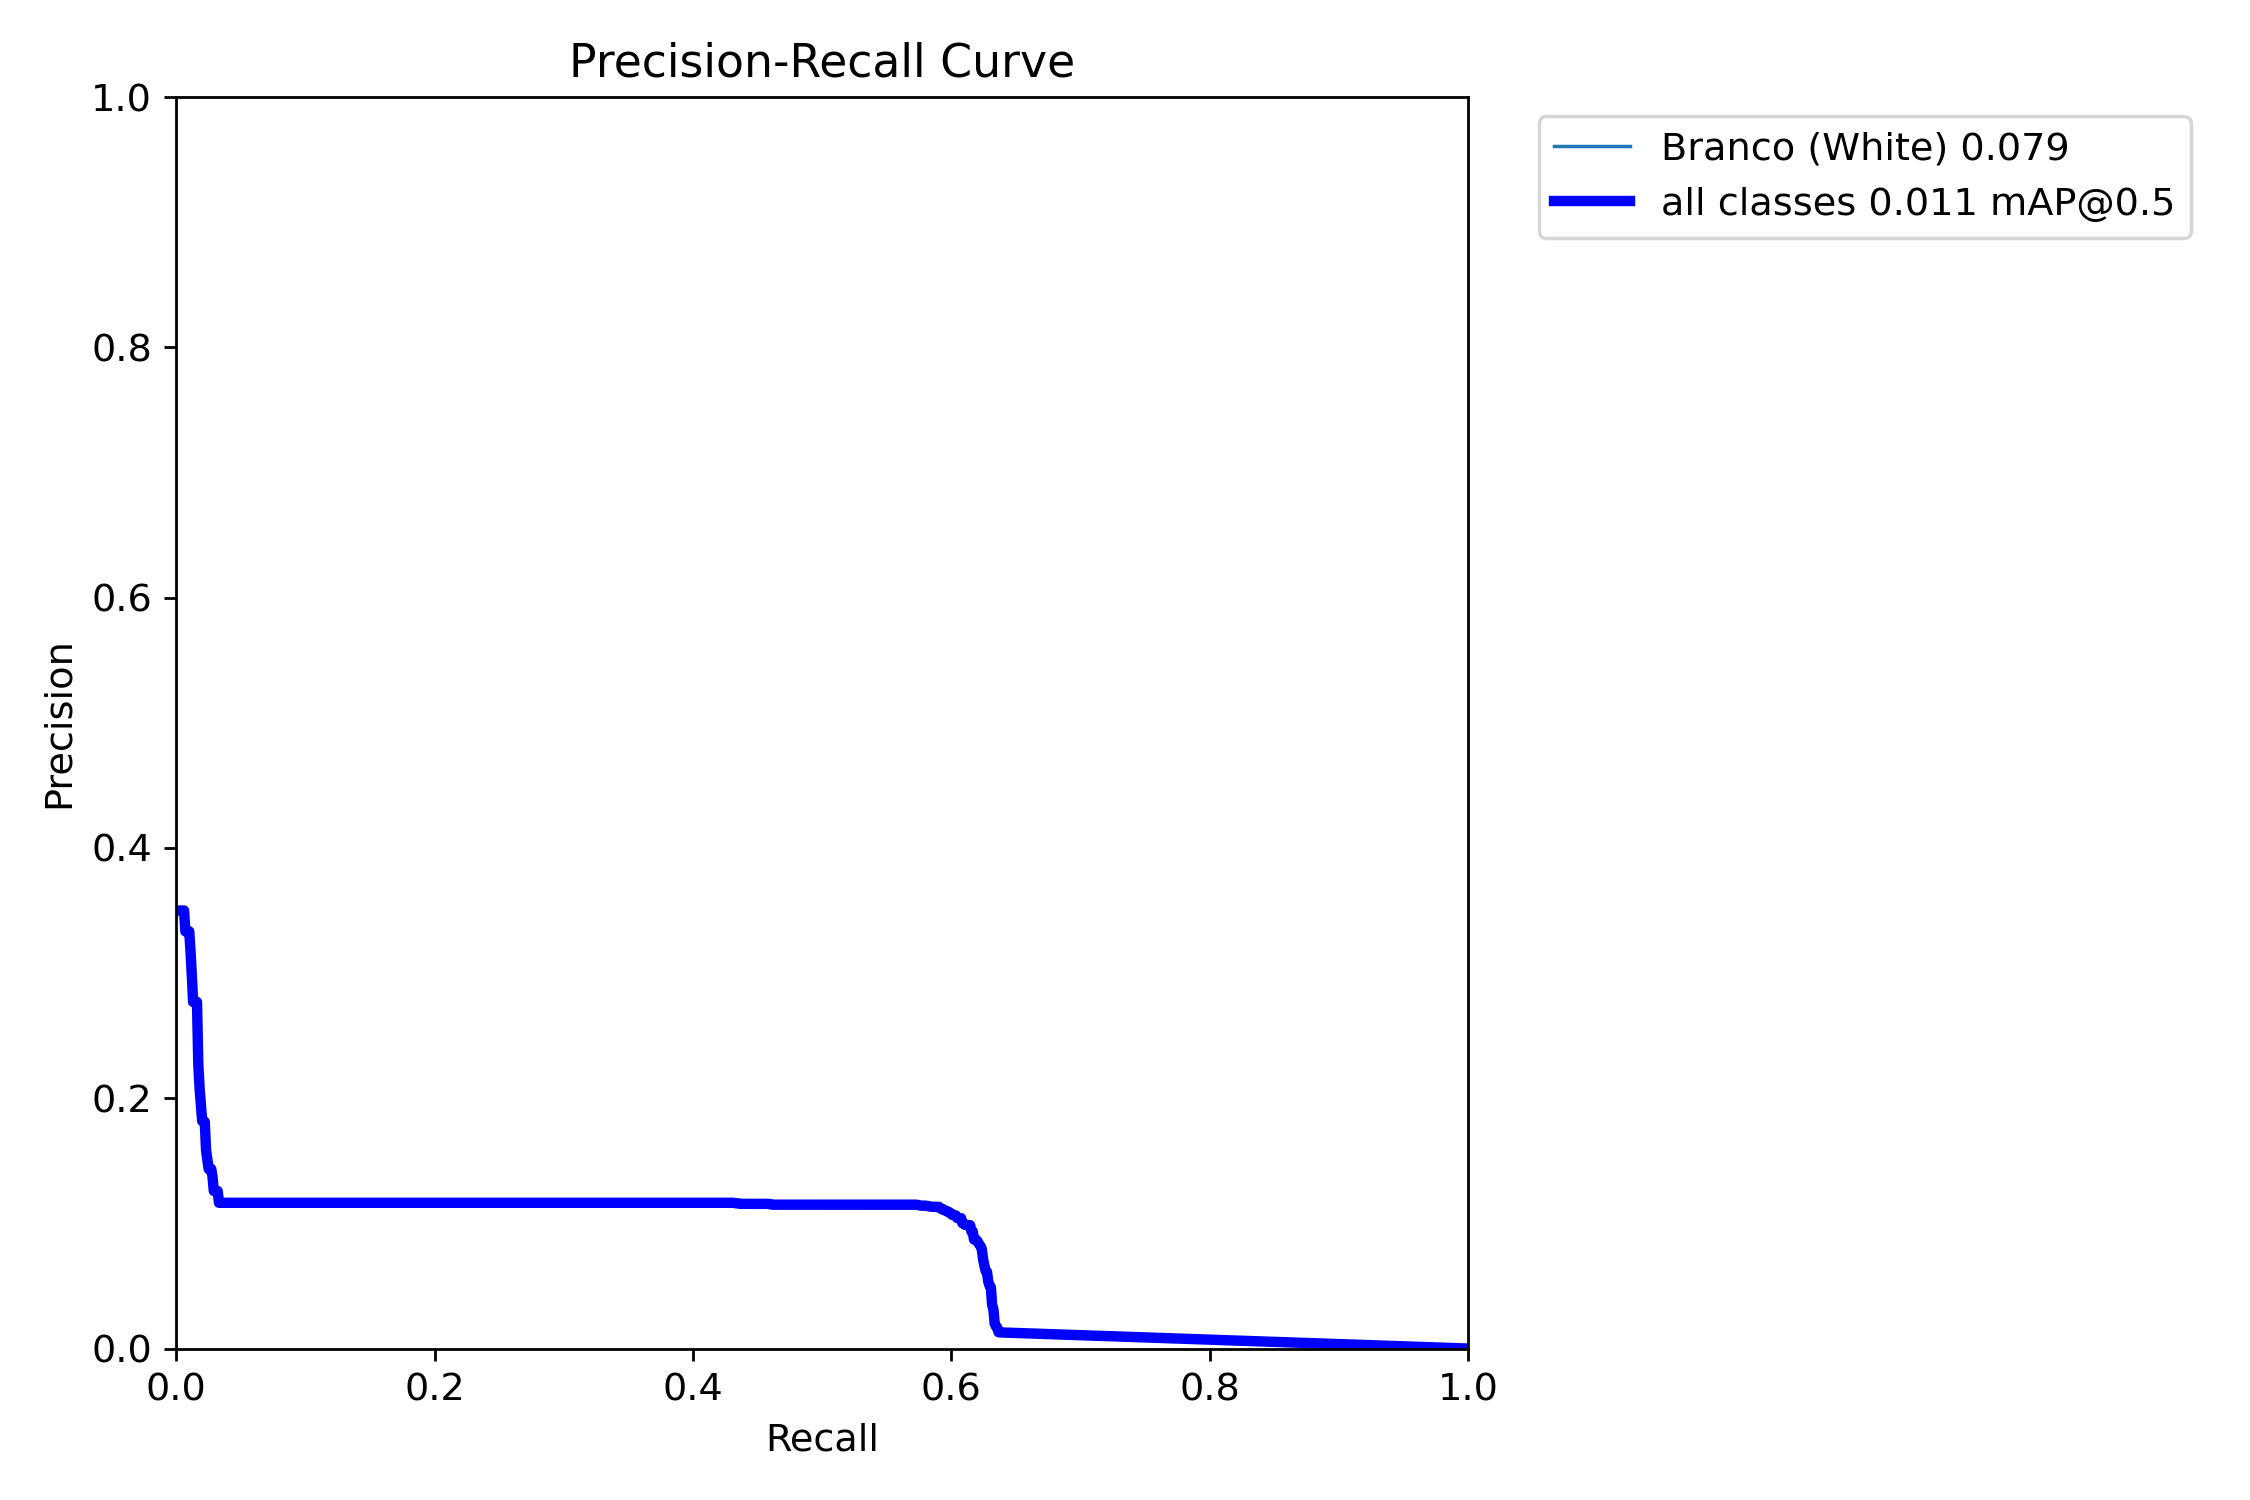 Precision-Recall Curve
1.0
0.8
0.6
0.4
0.2
0.0
Precision
0.0 0.2 0.4 0.6 0.8 1.0
Recall
Branco (White) 0.079
all classes 0.011 mAP@0.5